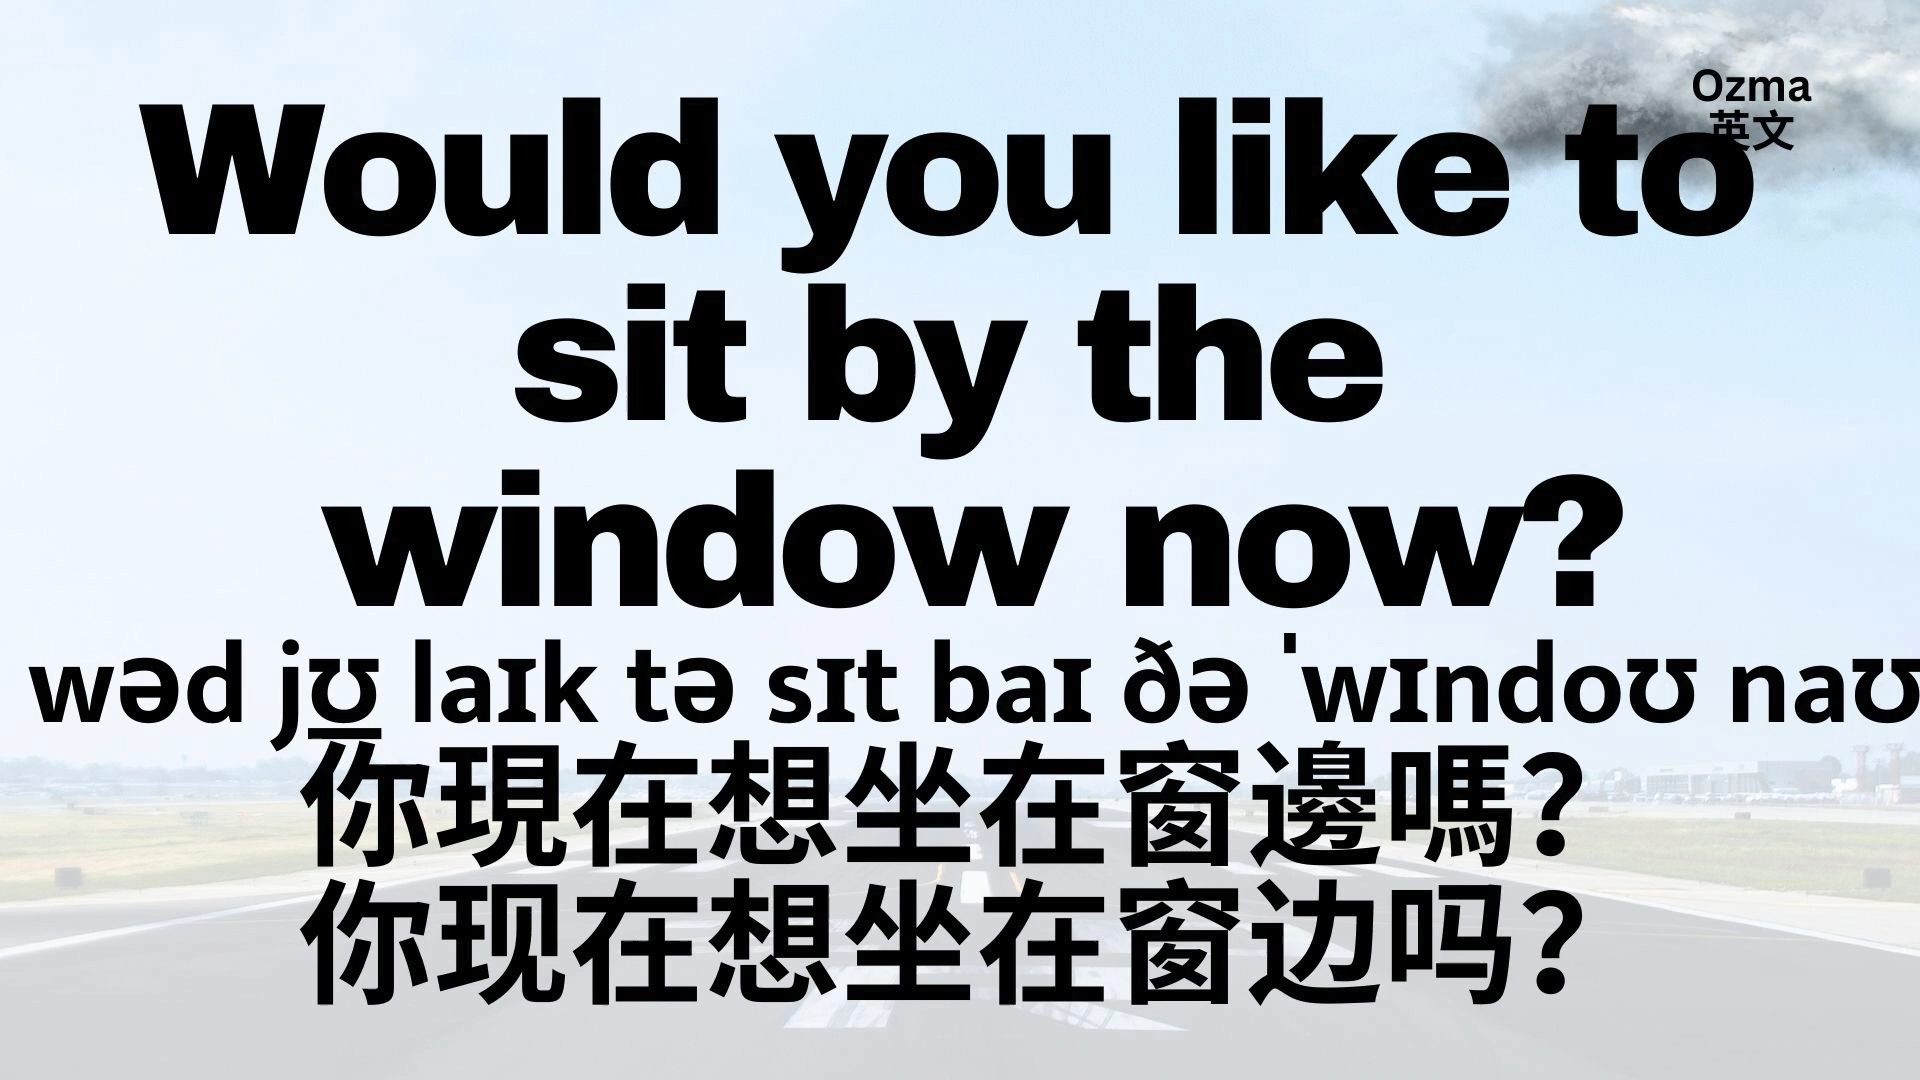 Ozma
英文
Would you like to
sit by the
window now?
wəd jʊ laɪk tə sɪt baɪ ðə ˈwɪndoʊ naʊ
你現在想坐在窗邊嗎？
你现在想坐在窗边吗？